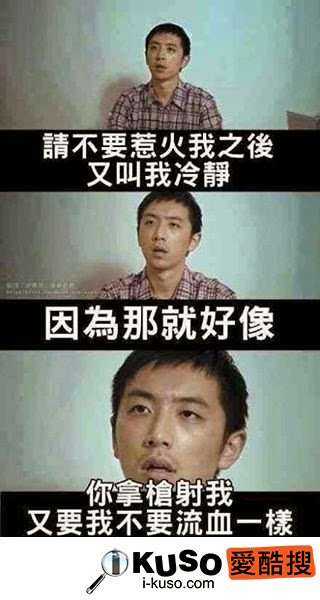 請不要惹火我之後
又叫我冷靜
因為那就好像
你拿槍射我
又要我不要流血一樣
iKUSO 愛酷搜
i-kuso.com